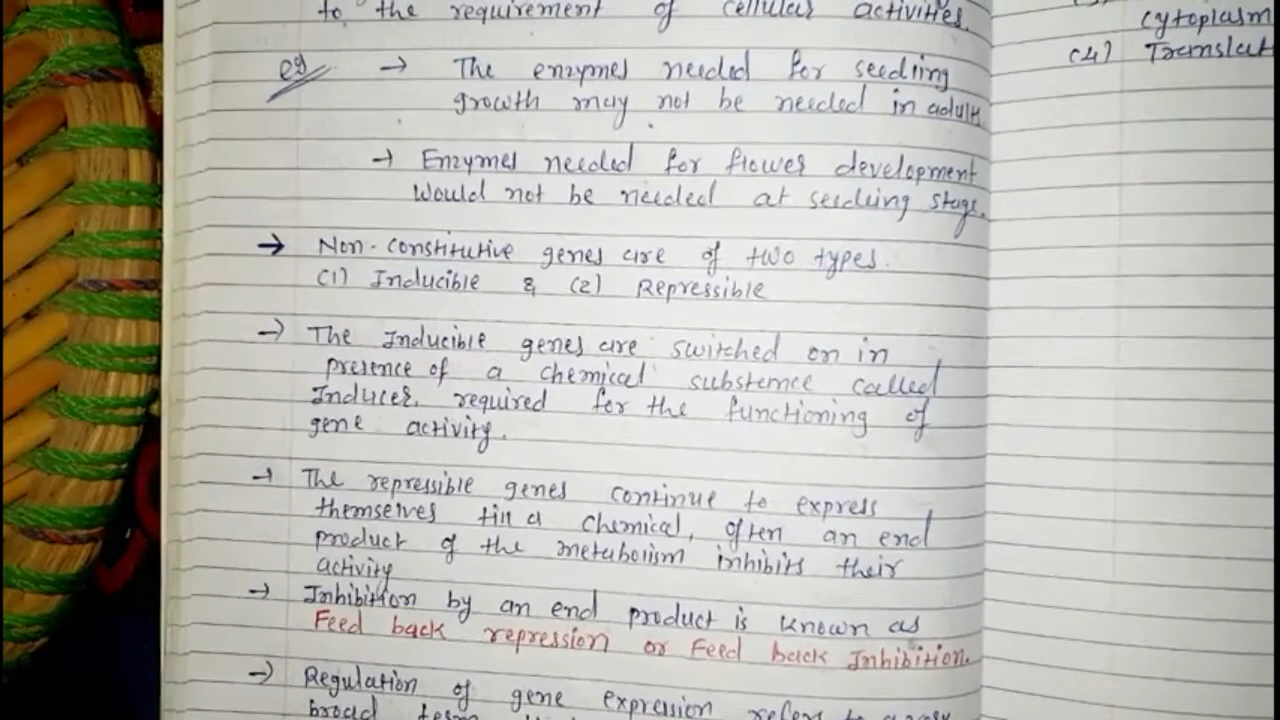 to the requirement of cellular activities.
eg → The enzymes needed for seedling
growth may not be needed in adult.
→ Enzymes needed for flower development
would not be needed at seedling stage.
→ Non-constitutive genes are of two types.
(1) Inducible & (2) Repressible
→ The Inducible genes are switched on in
presence of a chemical substance called
Inducer, required for the functioning of
gene activity.
→ The repressible genes continue to express
themselves till a chemical, often an end
product of the metabolism inhibits their
activity
→ Inhibition by an end product is known as
Feed back repression or Feed back Inhibition.
→ Regulation of gene expression refers to a very
broad term
Cytoplasm
(4) Translat